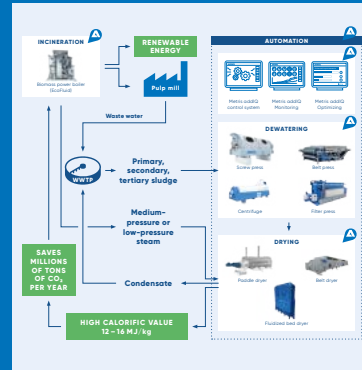 INCINERATION
Biomass power boiler
(EcoFluid)
RENEWABLE
ENERGY
Pulp mill
Waste water
WWTP
Primary,
secondary,
tertiary sludge
Medium-
pressure or
low-pressure
steam
Condensate
SAVES
MILLIONS
OF TONS
OF CO₂
PER YEAR
HIGH CALORIFIC VALUE
12 – 16 MJ/kg
AUTOMATION
Metris addIQ
control system
Metris addIQ
Monitoring
Metris addIQ
Optimizing
DEWATERING
Screw press
Belt press
Centrifuge
Filter press
DRYING
Paddle dryer
Belt dryer
Fluidized bed dryer